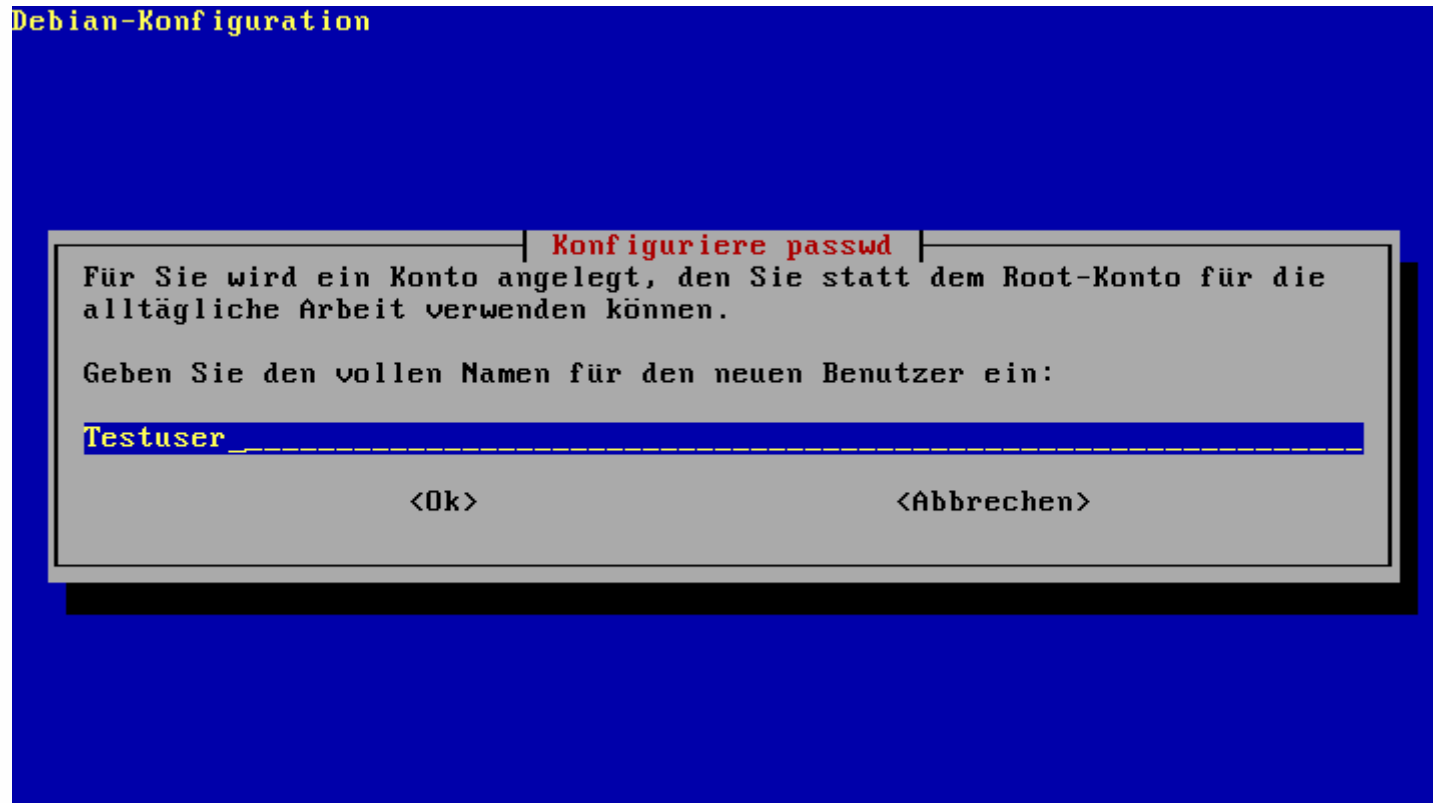 Debian-Konfiguration
Konfiguriere passwd
Für Sie wird ein Konto angelegt, den Sie statt dem Root-Konto für die
alltägliche Arbeit verwenden können.
Geben Sie den vollen Namen für den neuen Benutzer ein:
Testuser
<Ok> <Abbrechen>